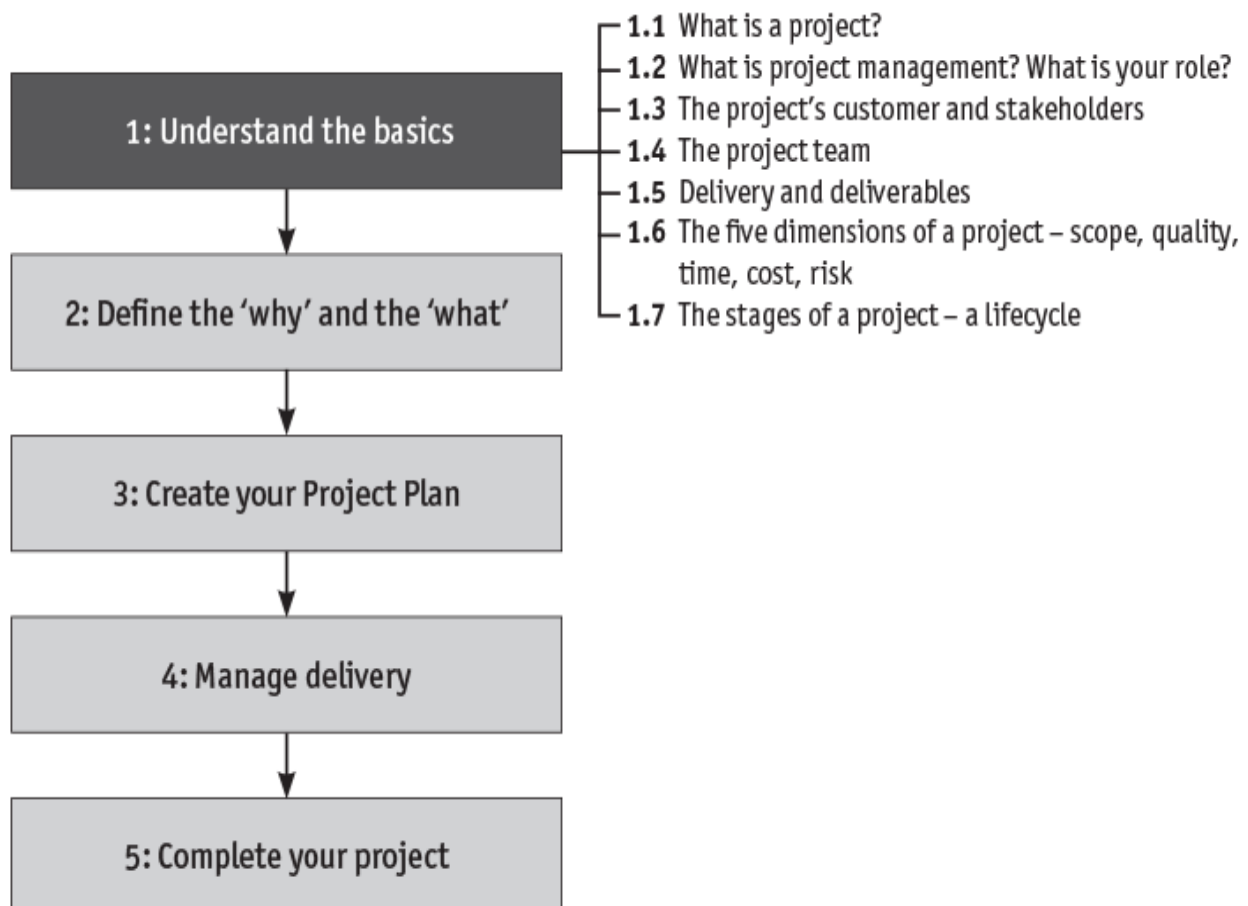 1.1 What is a project?
1.2 What is project management? What is your role?
1: Understand the basics
1.3 The project’s customer and stakeholders
1.4 The project team
1.5 Delivery and deliverables
1.6 The five dimensions of a project – scope, quality,
time, cost, risk
1.7 The stages of a project – a lifecycle
2: Define the ‘why’ and the ‘what’
3: Create your Project Plan
4: Manage delivery
5: Complete your project